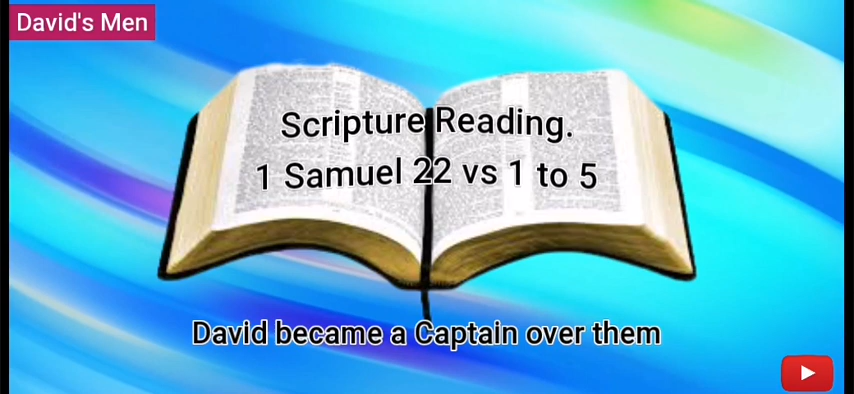 David's Men
Scripture Reading.
1 Samuel 22 vs 1 to 5
David became a Captain over them